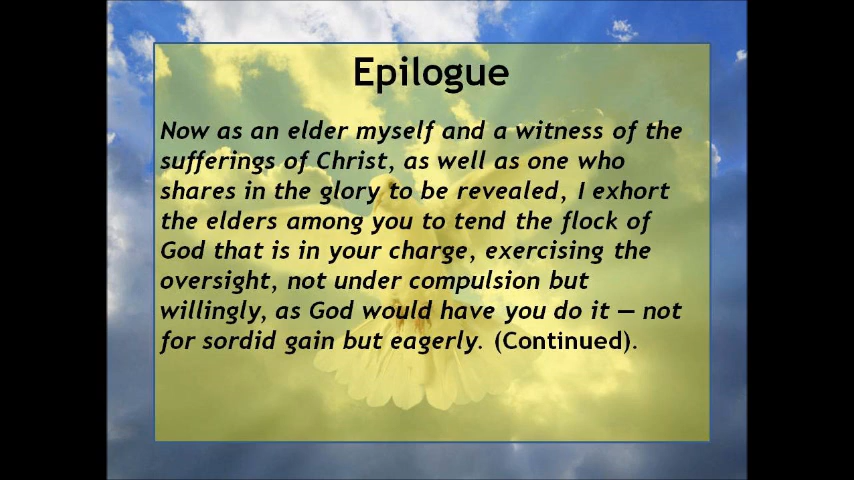 Epilogue
Now as an elder myself and a witness of the
sufferings of Christ, as well as one who
shares in the glory to be revealed, I exhort
the elders among you to tend the flock of
God that is in your charge, exercising the
oversight, not under compulsion but
willingly, as God would have you do it — not
for sordid gain but eagerly. (Continued).